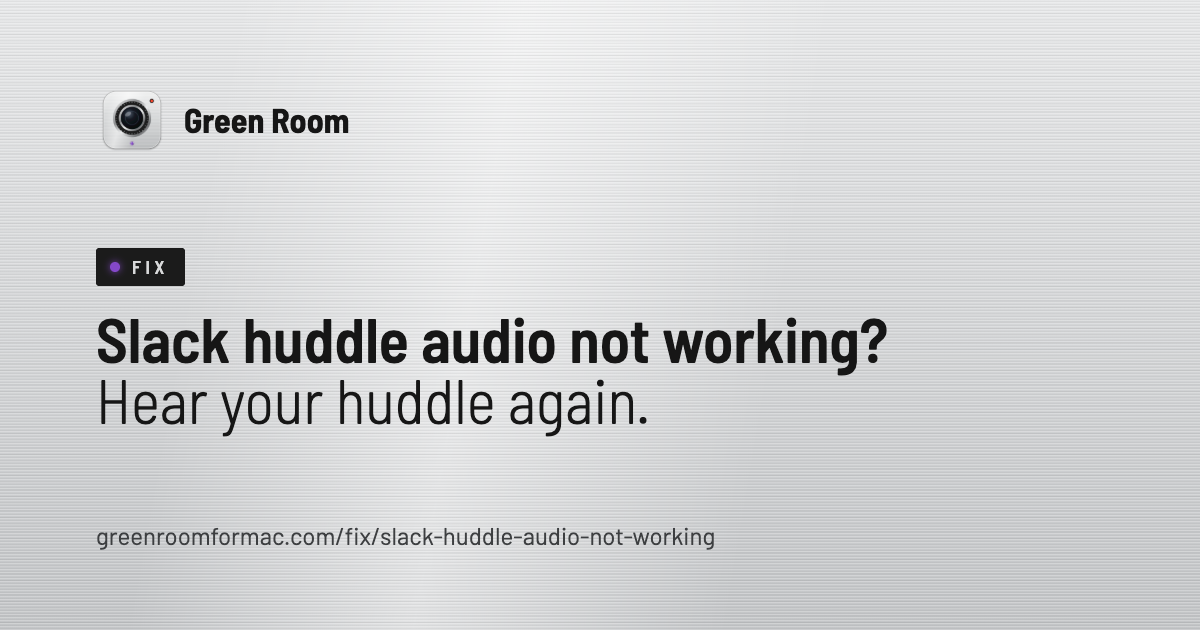 Green Room
FIX
Slack huddle audio not working?
Hear your huddle again.
greenroomformac.com/fix/slack-huddle-audio-not-working